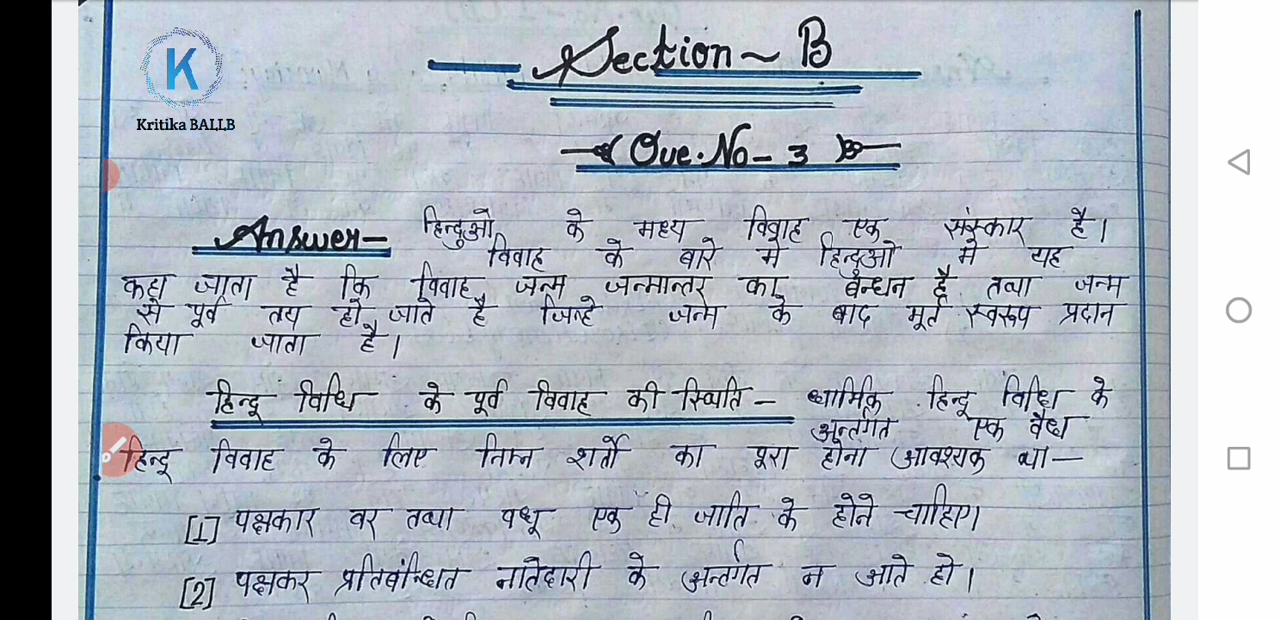 K
Kritika BALLB
Section ~ B
Que. No - 3
Answer - हिन्दुओ के मध्य विवाह एक संस्कार है।
विवाह के बारे मे हिन्दुओ मे यह
कहा जाता है कि विवाह जन्म जन्मान्तर का बन्धन है तथा जन्म
से पूर्व तय हो जाते है जिन्हे जन्म के बाद मूर्त स्वरूप प्रदान
किया जाता है।
हिन्दू विधि के पूर्व विवाह की स्थिति - धार्मिक हिन्दू विधि के
अन्तर्गत एक वैध
हिन्दू विवाह के लिए निम्न शर्तो का पूरा होना आवश्यक था -
[1] पक्षकार वर तथा वधू एक ही जाति के होने चाहिए।
[2] पक्षकर प्रतिबंन्धित नातेदारी के अन्तर्गत न आते हो।